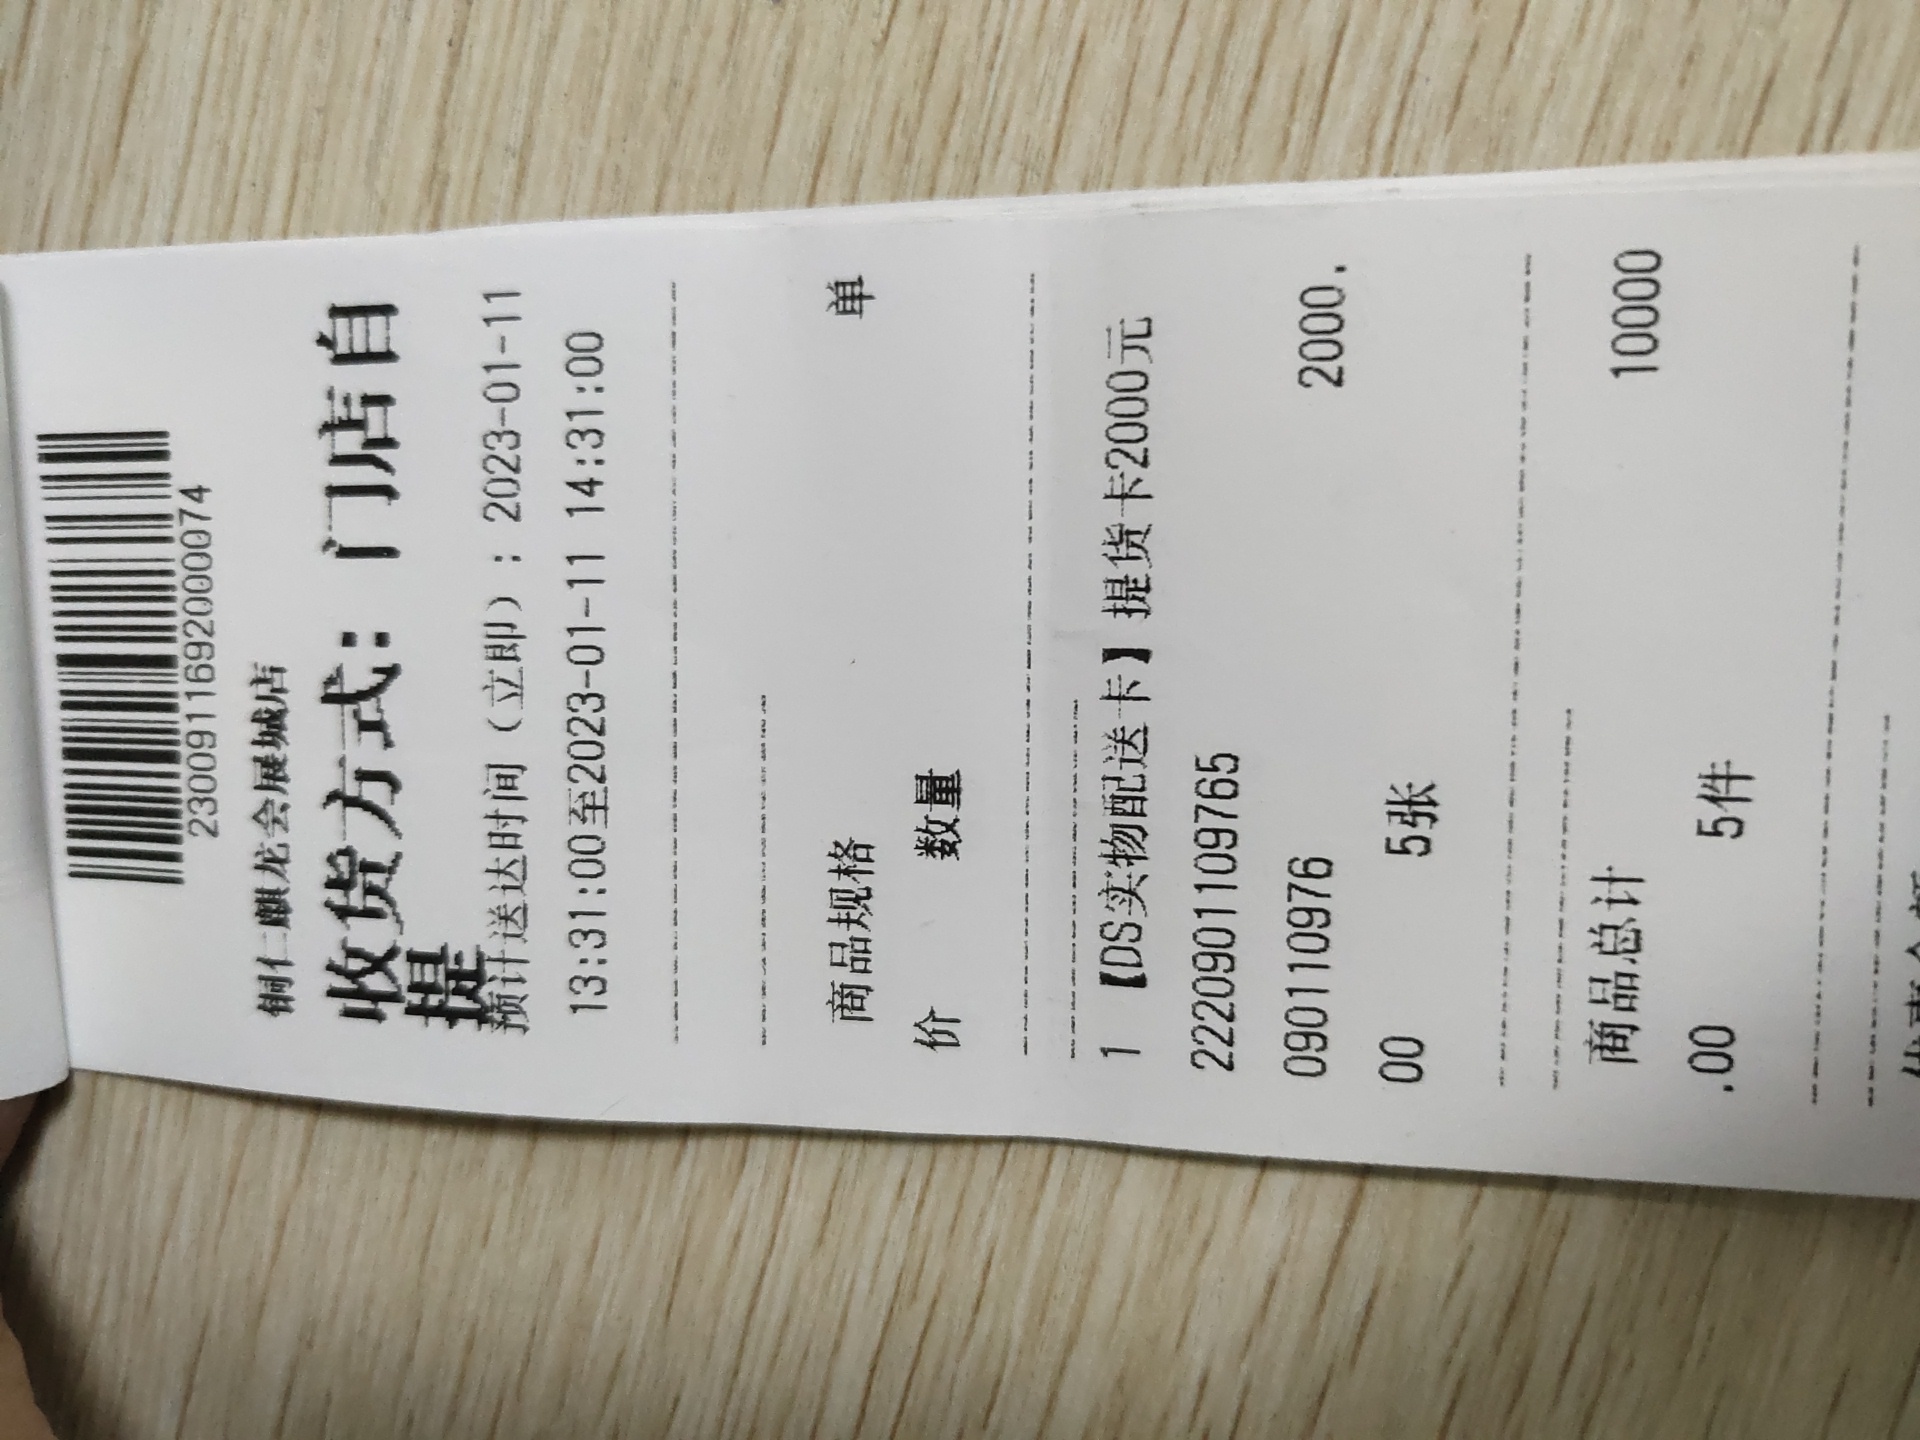 2300911692000074
铜仁麒龙会展城店
收货方式：门店自
提
预计送达时间（立即）：2023-01-11
13:31:00至2023-01-11 14:31:00
商品规格 单
价 数量
1 【DS实物配送卡】提货卡2000元
2220901109765
090110976 2000.
00 5张
商品总计 10000
.00 5件